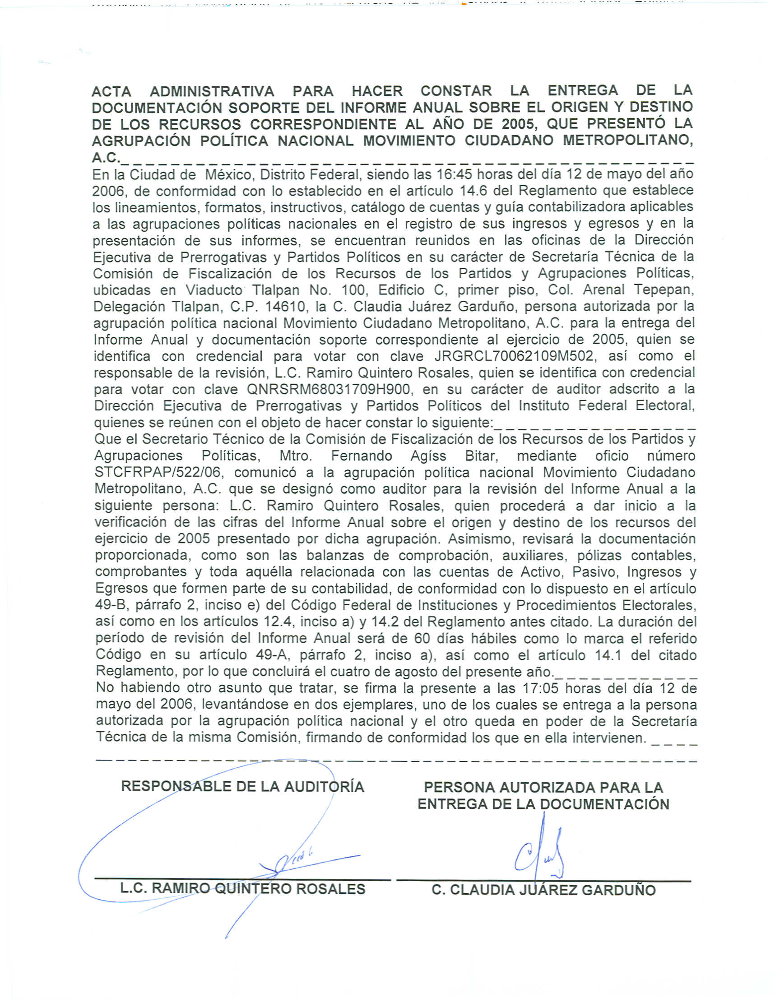 ACTA ADMINISTRATIVA PARA HACER CONSTAR LA ENTREGA DE LA
DOCUMENTACIÓN SOPORTE DEL INFORME ANUAL SOBRE EL ORIGEN Y DESTINO
DE LOS RECURSOS CORRESPONDIENTE AL AÑO DE 2005, QUE PRESENTÓ LA
AGRUPACIÓN POLÍTICA NACIONAL MOVIMIENTO CIUDADANO METROPOLITANO,
A.C.
En la Ciudad de México, Distrito Federal, siendo las 16:45 horas del día 12 de mayo del año
2006, de conformidad con lo establecido en el artículo 14.6 del Reglamento que establece
los lineamientos, formatos, instructivos, catálogo de cuentas y guía contabilizadora aplicables
a las agrupaciones políticas nacionales en el registro de sus ingresos y egresos y en la
presentación de sus informes, se encuentran reunidos en las oficinas de la Dirección
Ejecutiva de Prerrogativas y Partidos Políticos en su carácter de Secretaría Técnica de la
Comisión de Fiscalización de los Recursos de los Partidos y Agrupaciones Políticas,
ubicadas en Viaducto Tlalpan No. 100, Edificio C, primer piso, Col. Arenal Tepepan,
Delegación Tlalpan, C.P. 14610, la C. Claudia Juárez Garduño, persona autorizada por la
agrupación política nacional Movimiento Ciudadano Metropolitano, A.C. para la entrega del
Informe Anual y documentación soporte correspondiente al ejercicio de 2005, quien se
identifica con credencial para votar con clave JRGRCL70062109M502, así como el
responsable de la revisión, L.C. Ramiro Quintero Rosales, quien se identifica con credencial
para votar con clave QNRSRM68031709H900, en su carácter de auditor adscrito a la
Dirección Ejecutiva de Prerrogativas y Partidos Políticos del Instituto Federal Electoral,
quienes se reúnen con el objeto de hacer constar lo siguiente:
Que el Secretario Técnico de la Comisión de Fiscalización de los Recursos de los Partidos y
Agrupaciones Políticas, Mtro. Fernando Agíss Bitar, mediante oficio número
STCFRPAP/522/06, comunicó a la agrupación política nacional Movimiento Ciudadano
Metropolitano, A.C. que se designó como auditor para la revisión del Informe Anual a la
siguiente persona: L.C. Ramiro Quintero Rosales, quien procederá a dar inicio a la
verificación de las cifras del Informe Anual sobre el origen y destino de los recursos del
ejercicio de 2005 presentado por dicha agrupación. Asimismo, revisará la documentación
proporcionada, como son las balanzas de comprobación, auxiliares, pólizas contables,
comprobantes y toda aquélla relacionada con las cuentas de Activo, Pasivo, Ingresos y
Egresos que formen parte de su contabilidad, de conformidad con lo dispuesto en el artículo
49-B, párrafo 2, inciso e) del Código Federal de Instituciones y Procedimientos Electorales,
así como en los artículos 12.4, inciso a) y 14.2 del Reglamento antes citado. La duración del
período de revisión del Informe Anual será de 60 días hábiles como lo marca el referido
Código en su artículo 49-A, párrafo 2, inciso a), así como el artículo 14.1 del citado
Reglamento, por lo que concluirá el cuatro de agosto del presente año.
No habiendo otro asunto que tratar, se firma la presente a las 17:05 horas del día 12 de
mayo del 2006, levantándose en dos ejemplares, uno de los cuales se entrega a la persona
autorizada por la agrupación política nacional y el otro queda en poder de la Secretaría
Técnica de la misma Comisión, firmando de conformidad los que en ella intervienen.
RESPONSABLE DE LA AUDITORÍA
L.C. RAMIRO QUINTERO ROSALES
PERSONA AUTORIZADA PARA LA
ENTREGA DE LA DOCUMENTACIÓN
C. CLAUDIA JUÁREZ GARDUÑO